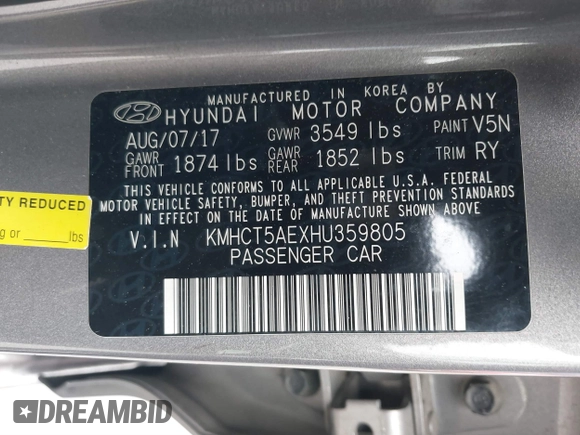 MANUFACTURED IN KOREA BY
HYUNDAI MOTOR COMPANY
AUG/07/17 GVWR 3549 lbs PAINT V5N
GAWR FRONT 1874 lbs GAWR REAR 1852 lbs TRIM RY
THIS VEHICLE CONFORMS TO ALL APPLICABLE U.S.A. FEDERAL
MOTOR VEHICLE SAFETY, BUMPER, AND THEFT PREVENTION STANDARDS
IN EFFECT ON THE DATE OF MANUFACTURE SHOWN ABOVE.
V.I.N KMHCT5AEXHU359805
PASSENGER CAR
TY REDUCED
g or ____lbs
DREAMBID